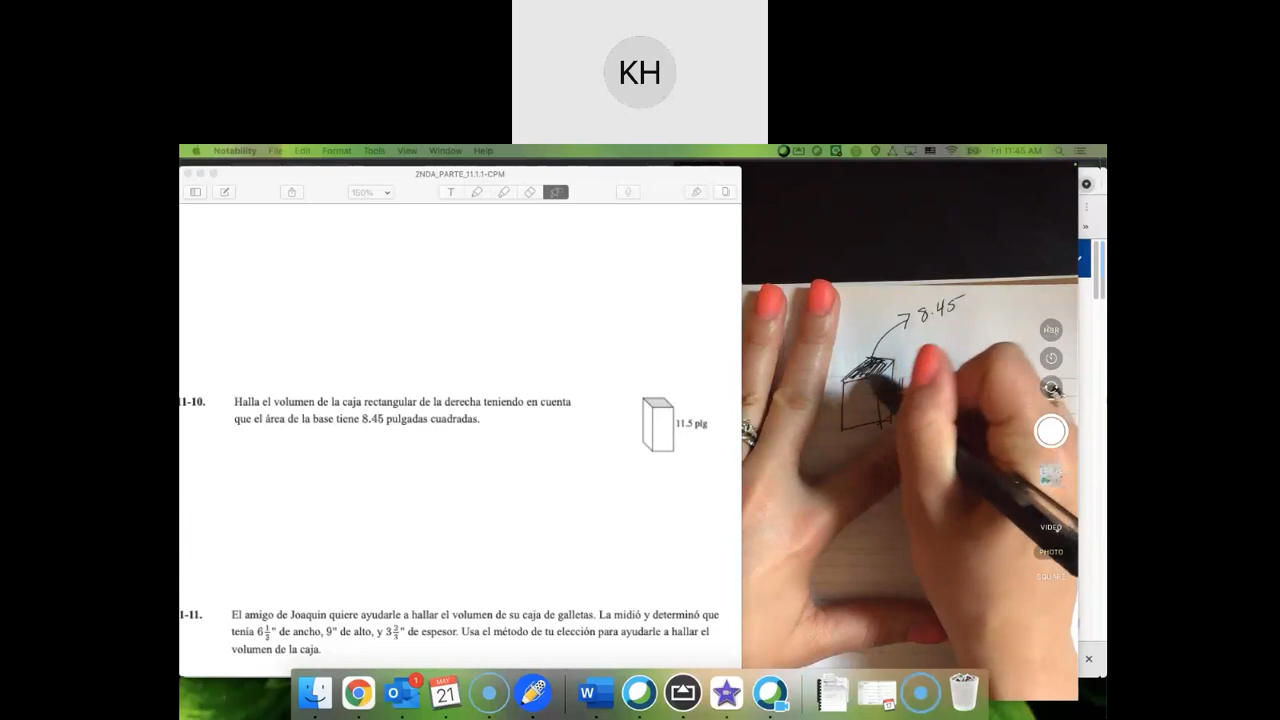 KH
Notability File Edit Format Tools View Window Help
Fri 11:45 AM
2NDA_PARTE_11.1.1-CPM
150%
T
8.45
11-10. Halla el volumen de la caja rectangular de la derecha teniendo en cuenta
que el área de la base tiene 8.45 pulgadas cuadradas.
11.5 plg
VIDEO
PHOTO
SQUARE
1-11. El amigo de Joaquin quiere ayudarle a hallar el volumen de su caja de galletas. La midió y determinó que
tenía 6 1/2" de ancho, 9" de alto, y 3 2/3" de espesor. Usa el método de tu elección para ayudarle a hallar el
volumen de la caja.
1
MAY
21
W